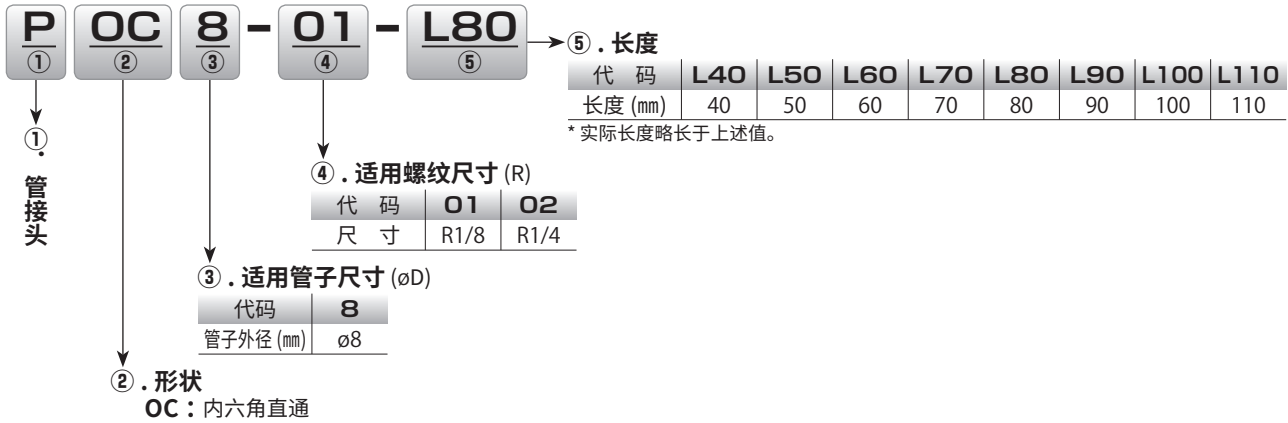 P OC 8 - 01 - L80
① ② ③ ④ ⑤
⑤ . 长度
代 码 L40 L50 L60 L70 L80 L90 L100 L110
长度 (㎜) 40 50 60 70 80 90 100 110
* 实际长度略长于上述值。
①. 管接头
④ . 适用螺纹尺寸 (R)
代 码 01 02
尺 寸 R1/8 R1/4
③ . 适用管子尺寸 (øD)
代码 8
管子外径 (㎜) ø8
② . 形状
OC：内六角直通